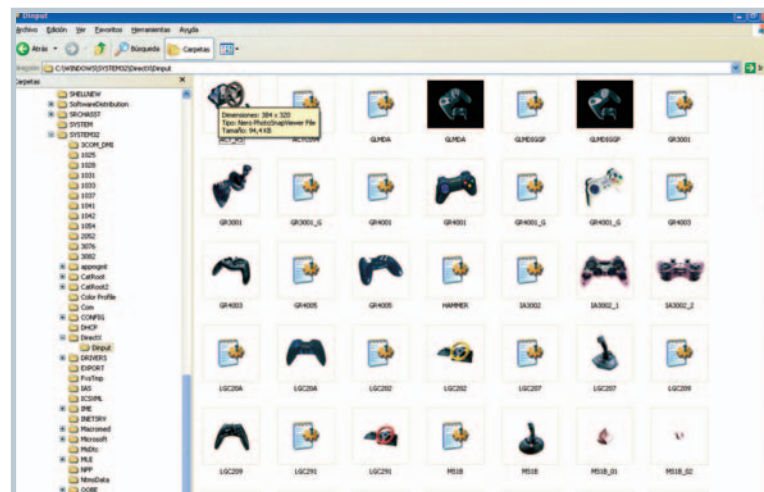 Dinput
Archivo Edición Ver Favoritos Herramientas Ayuda
Atrás Búsqueda Carpetas
C:\WINDOWS\SYSTEM32\DirectX\Dinput
Carpetas
SHELLNEW
SoftwareDistribution
SRCHASST
SYSTEM
SYSTEM32
3COM_DMI
1025
1028
1031
1033
1037
1041
1042
1054
2052
3076
3082
appmgmt
CatRoot
CatRoot2
Color Profile
Com
CONFIG
DHCP
DirectX
Dinput
DRIVERS
EXPORT
FxsTmp
IAS
ICSXML
IME
INETSRV
Macromed
Microsoft
MsDtc
MLE
NPP
NtmsData
OOBE
Dimensiones: 384 x 320
Tipo: Nero PhotoSnapViewer File
Tamaño: 94,4 KB
ACT_RS GLMDA GLMDA GLMDIGGP GLMDIGGP GR3001
GR3001 GR3001_G GR4001 GR4001 GR4001_G GR4001_G GR4003
GR4003 GR4005 GR4005 HAMMER IA3002 IA3002_1 IA3002_2
LGC20A LGC20A LGC202 LGC202 LGC207 LGC207 LGC209
LGC209 LGC291 LGC291 MS1B MS1B MS1B_01 MS1B_02